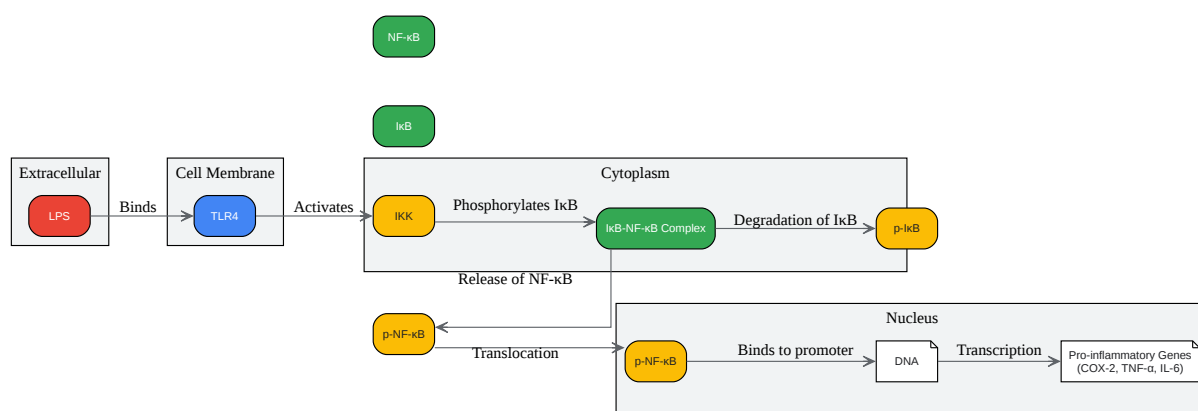 NF-κB
IκB
Extracellular
Cell Membrane
Cytoplasm
LPS
Binds
TLR4
Activates
IKK
Phosphorylates IκB
IκB-NF-κB Complex
Degradation of IκB
p-IκB
Release of NF-κB
p-NF-κB
Translocation
Nucleus
p-NF-κB
Binds to promoter
DNA
Transcription
Pro-inflammatory Genes
(COX-2, TNF-α, IL-6)